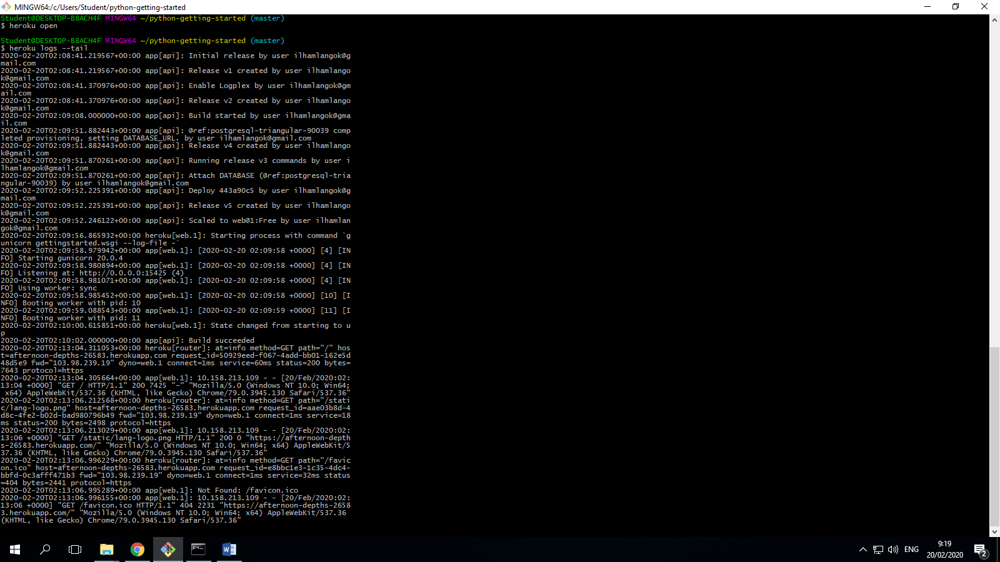 MINGW64:/c/Users/Student/python-getting-started
Student@DESKTOP-B8ACH4F MINGW64 ~/python-getting-started (master)
$ heroku open
Student@DESKTOP-B8ACH4F MINGW64 ~/python-getting-started (master)
$ heroku logs --tail
2020-02-20T02:08:41.219567+00:00 app[api]: Initial release by user ilhamlangok@g
mail.com
2020-02-20T02:08:41.219567+00:00 app[api]: Release v1 created by user ilhamlango
k@gmail.com
2020-02-20T02:08:41.370976+00:00 app[api]: Enable Logplex by user ilhamlangok@gm
ail.com
2020-02-20T02:08:41.370976+00:00 app[api]: Release v2 created by user ilhamlango
k@gmail.com
2020-02-20T02:09:08.000000+00:00 app[api]: Build started by user ilhamlangok@gma
il.com
2020-02-20T02:09:51.882443+00:00 app[api]: @ref:postgresql-triangular-90039 comp
leted provisioning, setting DATABASE_URL. by user ilhamlangok@gmail.com
2020-02-20T02:09:51.882443+00:00 app[api]: Release v4 created by user ilhamlango
k@gmail.com
2020-02-20T02:09:51.870261+00:00 app[api]: Running release v3 commands by user i
lhamlangok@gmail.com
2020-02-20T02:09:51.870261+00:00 app[api]: Attach DATABASE (@ref:postgresql-tria
ngular-90039) by user ilhamlangok@gmail.com
2020-02-20T02:09:52.225391+00:00 app[api]: Deploy 443a90c5 by user ilhamlangok@g
mail.com
2020-02-20T02:09:52.225391+00:00 app[api]: Release v5 created by user ilhamlango
k@gmail.com
2020-02-20T02:09:52.246122+00:00 app[api]: Scaled to web@1:Free by user ilhamlan
gok@gmail.com
2020-02-20T02:09:56.865932+00:00 heroku[web.1]: Starting process with command `g
unicorn gettingstarted.wsgi --log-file -`
2020-02-20T02:09:58.979942+00:00 app[web.1]: [2020-02-20 02:09:58 +0000] [4] [IN
FO] Starting gunicorn 20.0.4
2020-02-20T02:09:58.980894+00:00 app[web.1]: [2020-02-20 02:09:58 +0000] [4] [IN
FO] Listening at: http://0.0.0.0:15425 (4)
2020-02-20T02:09:58.981071+00:00 app[web.1]: [2020-02-20 02:09:58 +0000] [4] [IN
FO] Using worker: sync
2020-02-20T02:09:58.985452+00:00 app[web.1]: [2020-02-20 02:09:58 +0000] [10] [I
NFO] Booting worker with pid: 10
2020-02-20T02:09:59.088543+00:00 app[web.1]: [2020-02-20 02:09:59 +0000] [11] [I
NFO] Booting worker with pid: 11
2020-02-20T02:10:00.615851+00:00 heroku[web.1]: State changed from starting to u
p
2020-02-20T02:10:02.000000+00:00 app[api]: Build succeeded
2020-02-20T02:13:04.311053+00:00 heroku[router]: at=info method=GET path="/" hos
t=afternoon-depths-26583.herokuapp.com request_id=50929eed-f067-4add-bb01-162e5d
48d5e9 fwd="103.98.239.19" dyno=web.1 connect=1ms service=60ms status=200 bytes=
7643 protocol=https
2020-02-20T02:13:04.305664+00:00 app[web.1]: 10.158.213.109 - - [20/Feb/2020:02:
13:04 +0000] "GET / HTTP/1.1" 200 7425 "-" "Mozilla/5.0 (Windows NT 10.0; Win64;
x64) AppleWebKit/537.36 (KHTML, like Gecko) Chrome/79.0.3945.130 Safari/537.36"
2020-02-20T02:13:06.212568+00:00 heroku[router]: at=info method=GET path="/stati
c/lang-logo.png" host=afternoon-depths-26583.herokuapp.com request_id=aae03b8d-4
d8c-4fe2-b02d-bad980796b49 fwd="103.98.239.19" dyno=web.1 connect=1ms service=18
ms status=200 bytes=2498 protocol=https
2020-02-20T02:13:06.213029+00:00 app[web.1]: 10.158.213.109 - - [20/Feb/2020:02:
13:06 +0000] "GET /static/lang-logo.png HTTP/1.1" 200 0 "https://afternoon-depth
s-26583.herokuapp.com/" "Mozilla/5.0 (Windows NT 10.0; Win64; x64) AppleWebKit/5
37.36 (KHTML, like Gecko) Chrome/79.0.3945.130 Safari/537.36"
2020-02-20T02:13:06.996229+00:00 heroku[router]: at=info method=GET path="/favic
on.ico" host=afternoon-depths-26583.herokuapp.com request_id=e8bbc1e3-1c35-4dc4-
bbfd-0c3afff471b3 fwd="103.98.239.19" dyno=web.1 connect=1ms service=32ms status
=404 bytes=2441 protocol=https
2020-02-20T02:13:06.995289+00:00 app[web.1]: Not Found: /favicon.ico
2020-02-20T02:13:06.996155+00:00 app[web.1]: 10.158.213.109 - - [20/Feb/2020:02:
13:06 +0000] "GET /favicon.ico HTTP/1.1" 404 2231 "https://afternoon-depths-2658
3.herokuapp.com/" "Mozilla/5.0 (Windows NT 10.0; Win64; x64) AppleWebKit/537.36
(KHTML, like Gecko) Chrome/79.0.3945.130 Safari/537.36"
ENG
9:19
20/02/2020
2